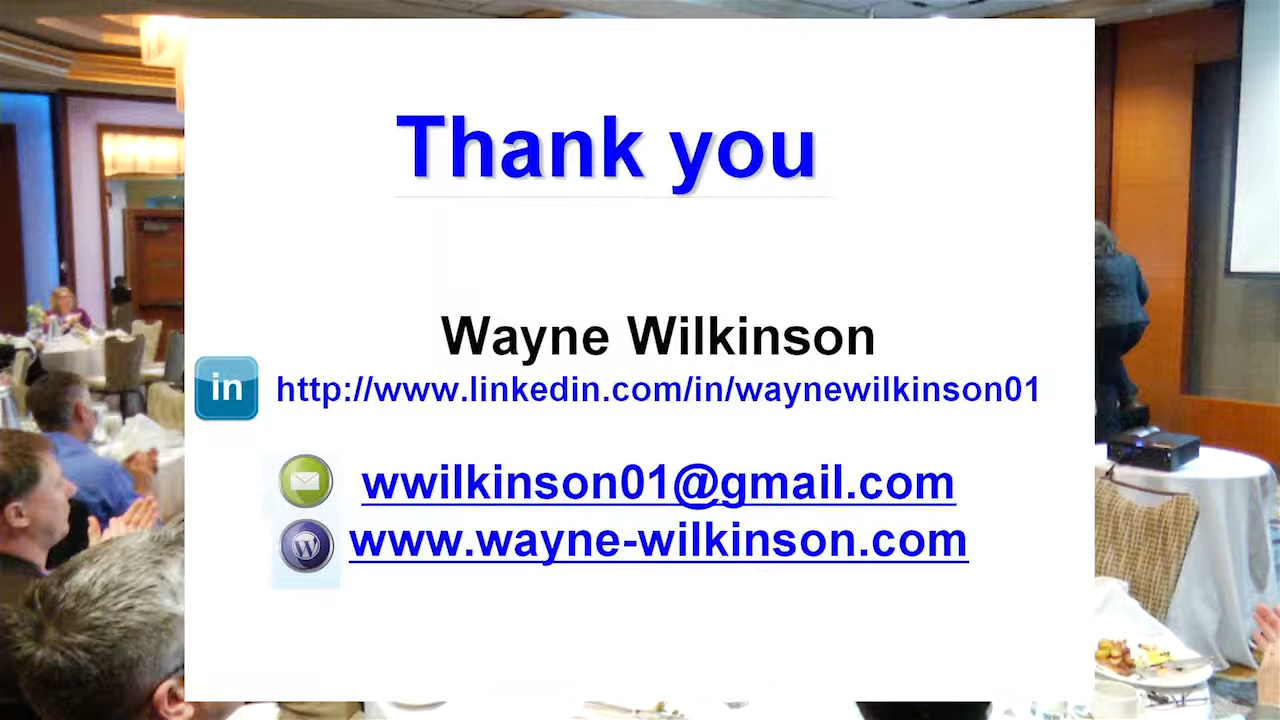 Thank you
Wayne Wilkinson
in http://www.linkedin.com/in/waynewilkinson01
wwilkinson01@gmail.com
www.wayne-wilkinson.com